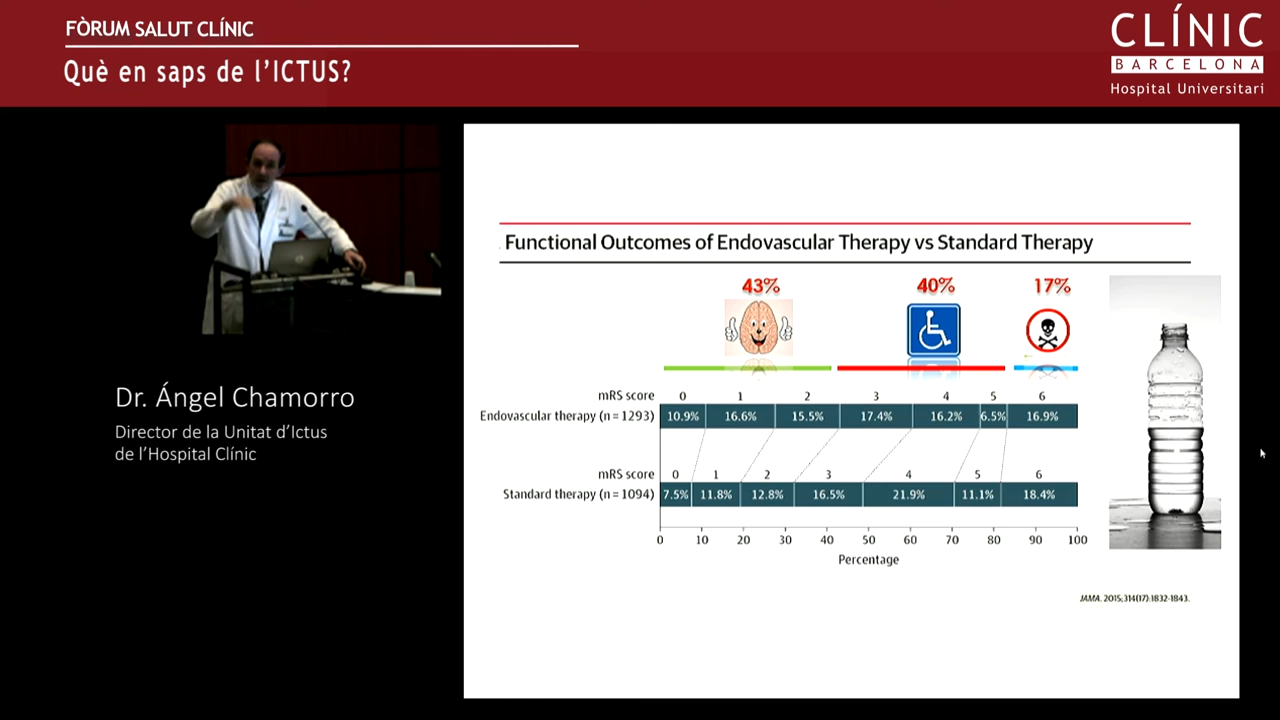 FÒRUM SALUT CLÍNIC
Què en saps de l'ICTUS?
CLÍNIC
BARCELONA
Hospital Universitari
Dr. Ángel Chamorro
Director de la Unitat d'Ictus
de l'Hospital Clínic
Functional Outcomes of Endovascular Therapy vs Standard Therapy
43% 40% 17%
mRS score 0 1 2 3 4 5 6
Endovascular therapy (n = 1293) 10.9% 16.6% 15.5% 17.4% 16.2% 6.5% 16.9%
mRS score 0 1 2 3 4 5 6
Standard therapy (n = 1094) 7.5% 11.8% 12.8% 16.5% 21.9% 11.1% 18.4%
0 10 20 30 40 50 60 70 80 90 100
Percentage
JAMA. 2015;314(17):1832-1843.